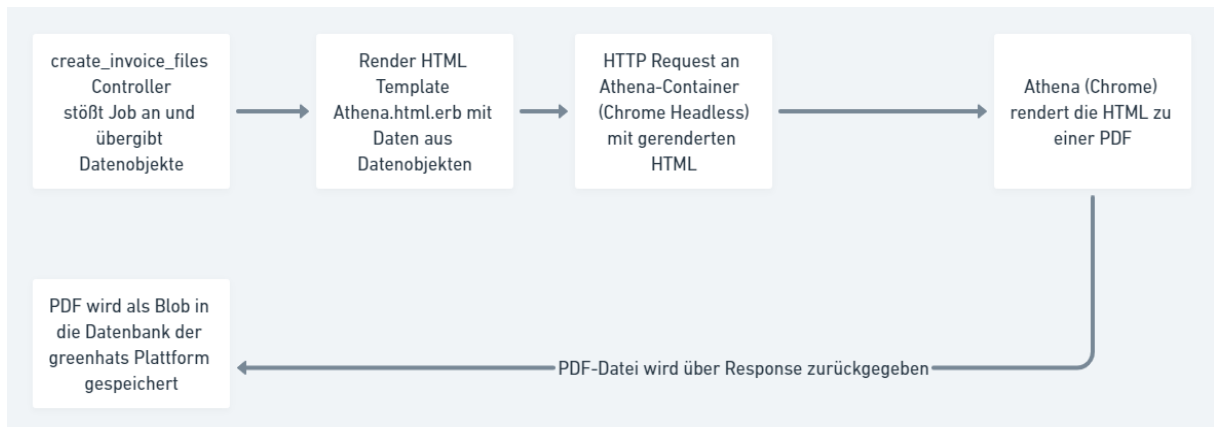 create_invoice_files
Controller
stößt Job an und
übergibt
Datenobjekte
Render HTML
Template
Athena.html.erb mit
Daten aus
Datenobjekten
HTTP Request an
Athena-Container
(Chrome Headless)
mit gerenderten
HTML
Athena (Chrome)
rendert die HTML zu
einer PDF
PDF-Datei wird über Response zurückgegeben
PDF wird als Blob in
die Datenbank der
greenhats Plattform
gespeichert